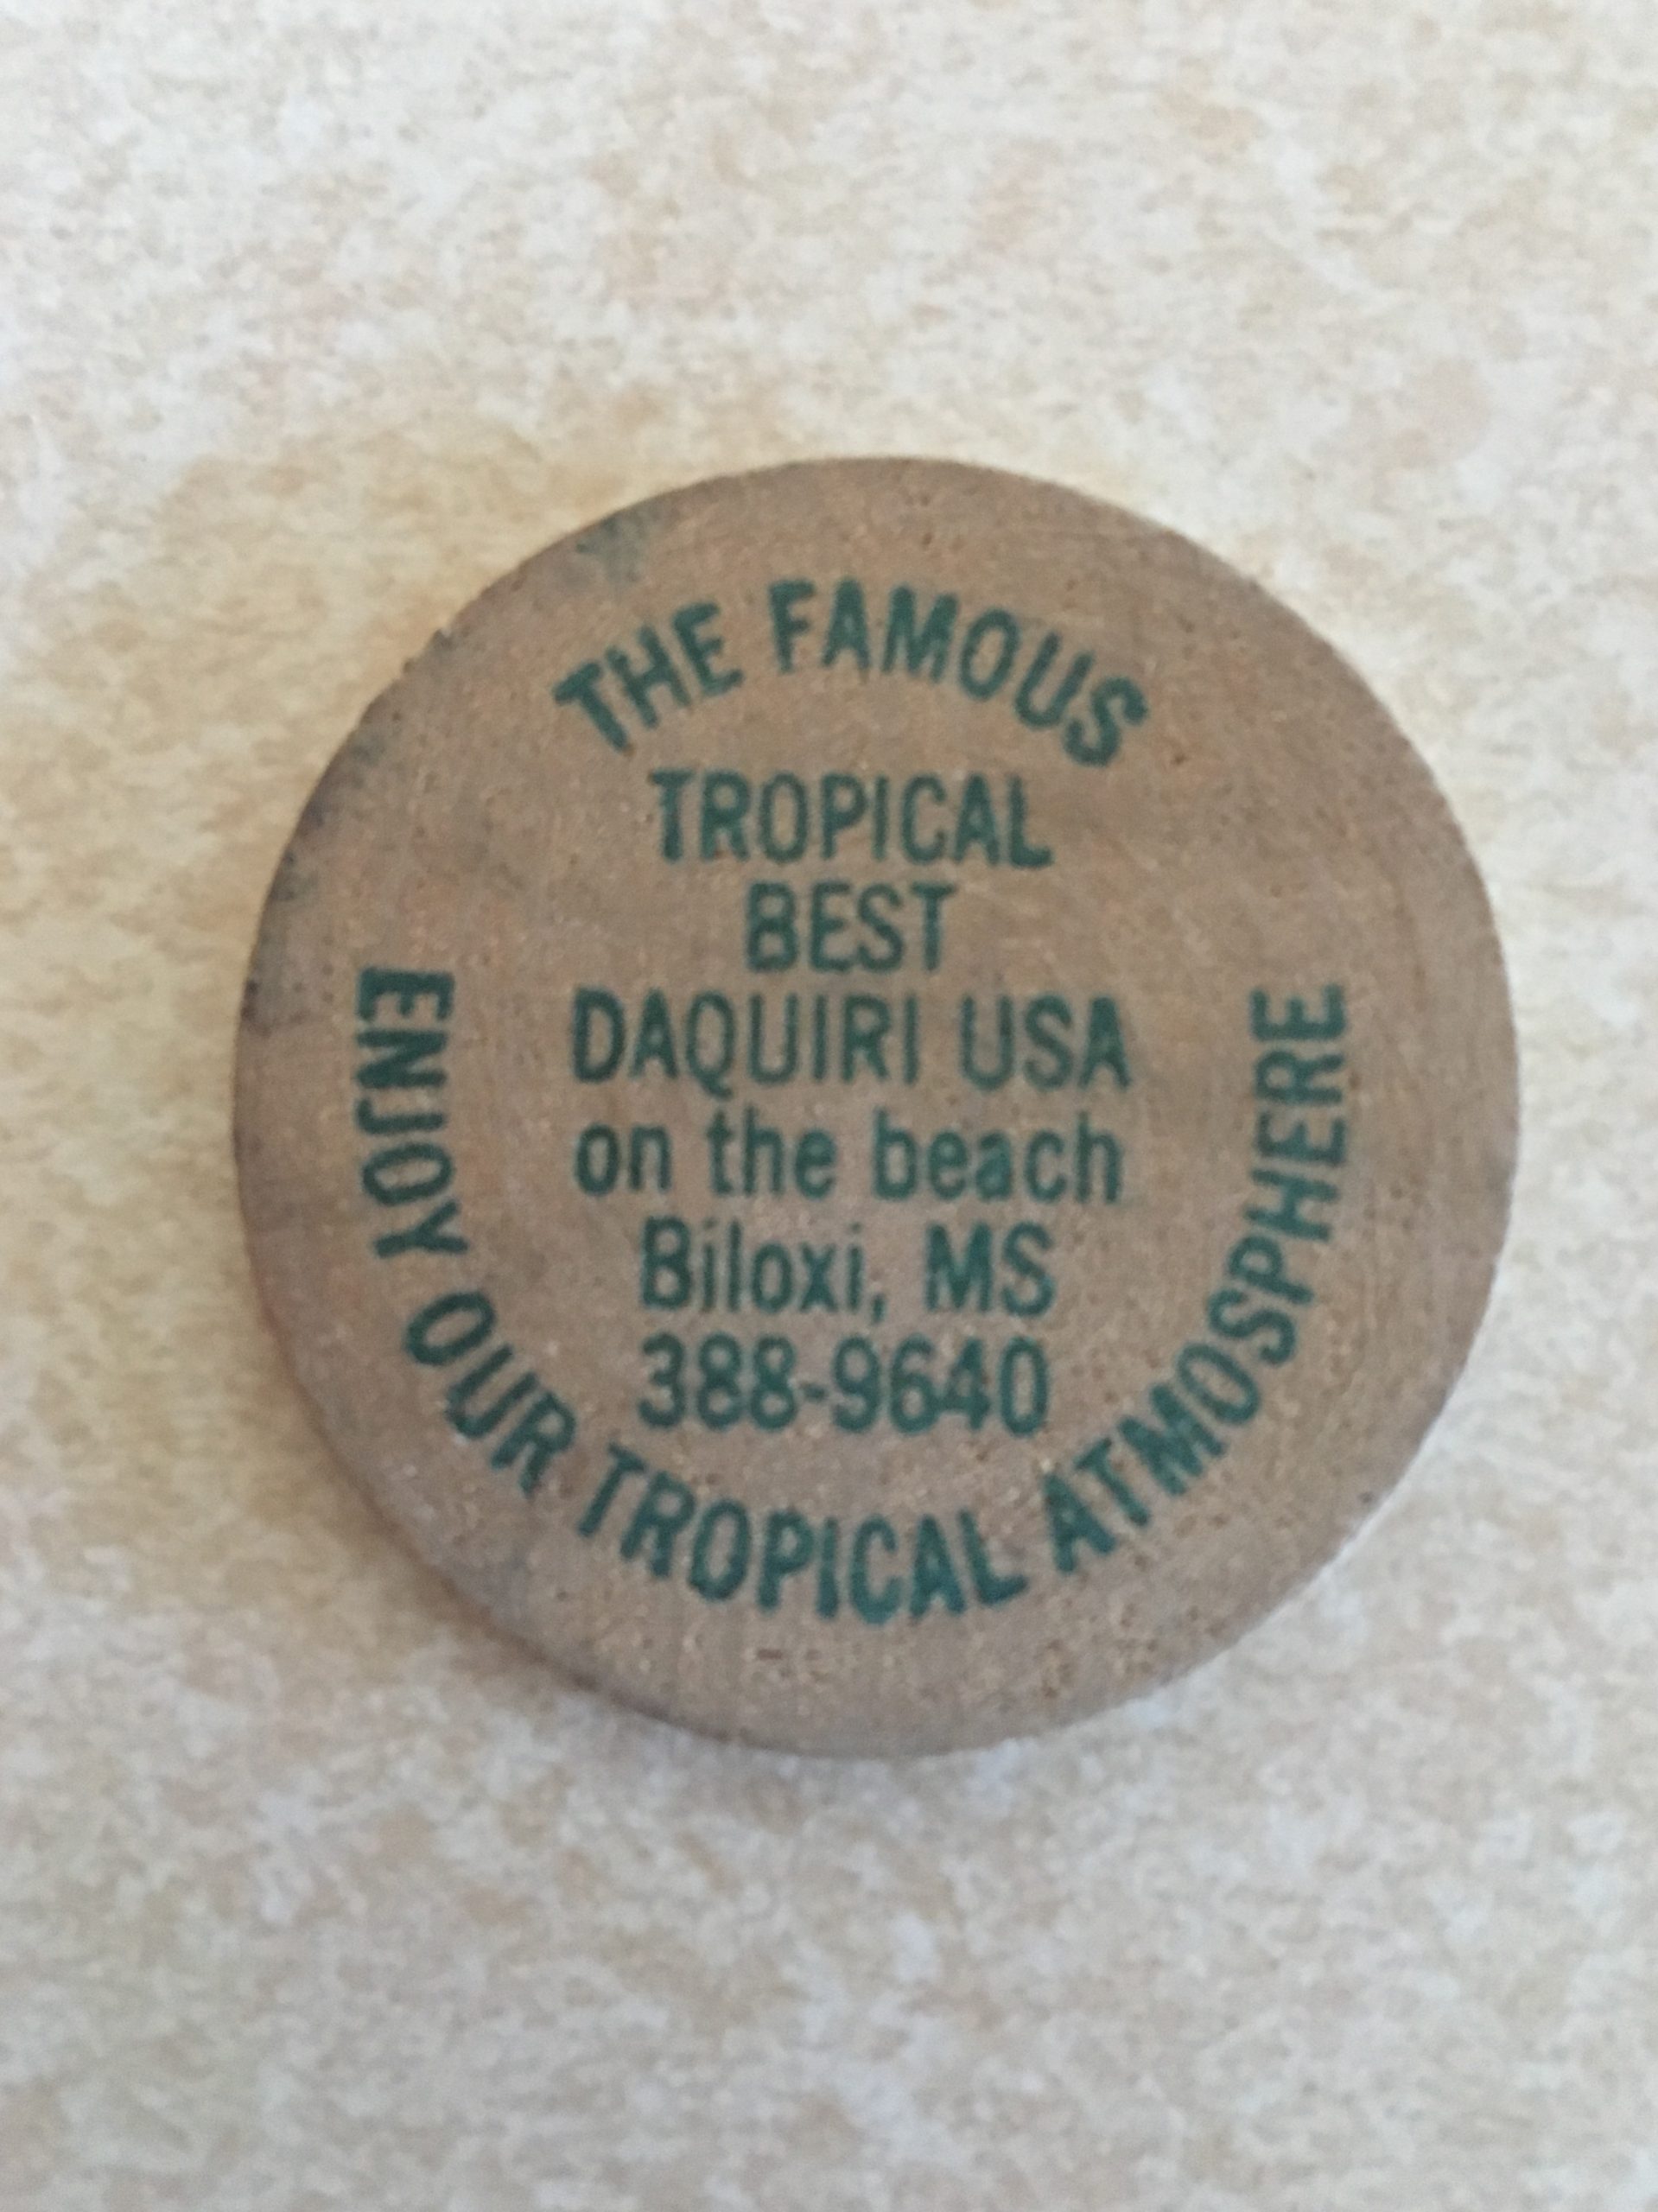 THE FAMOUS
TROPICAL
BEST
DAQUIRI USA
on the beach
Biloxi, MS
388-9640
ENJOY OUR TROPICAL ATMOSPHERE